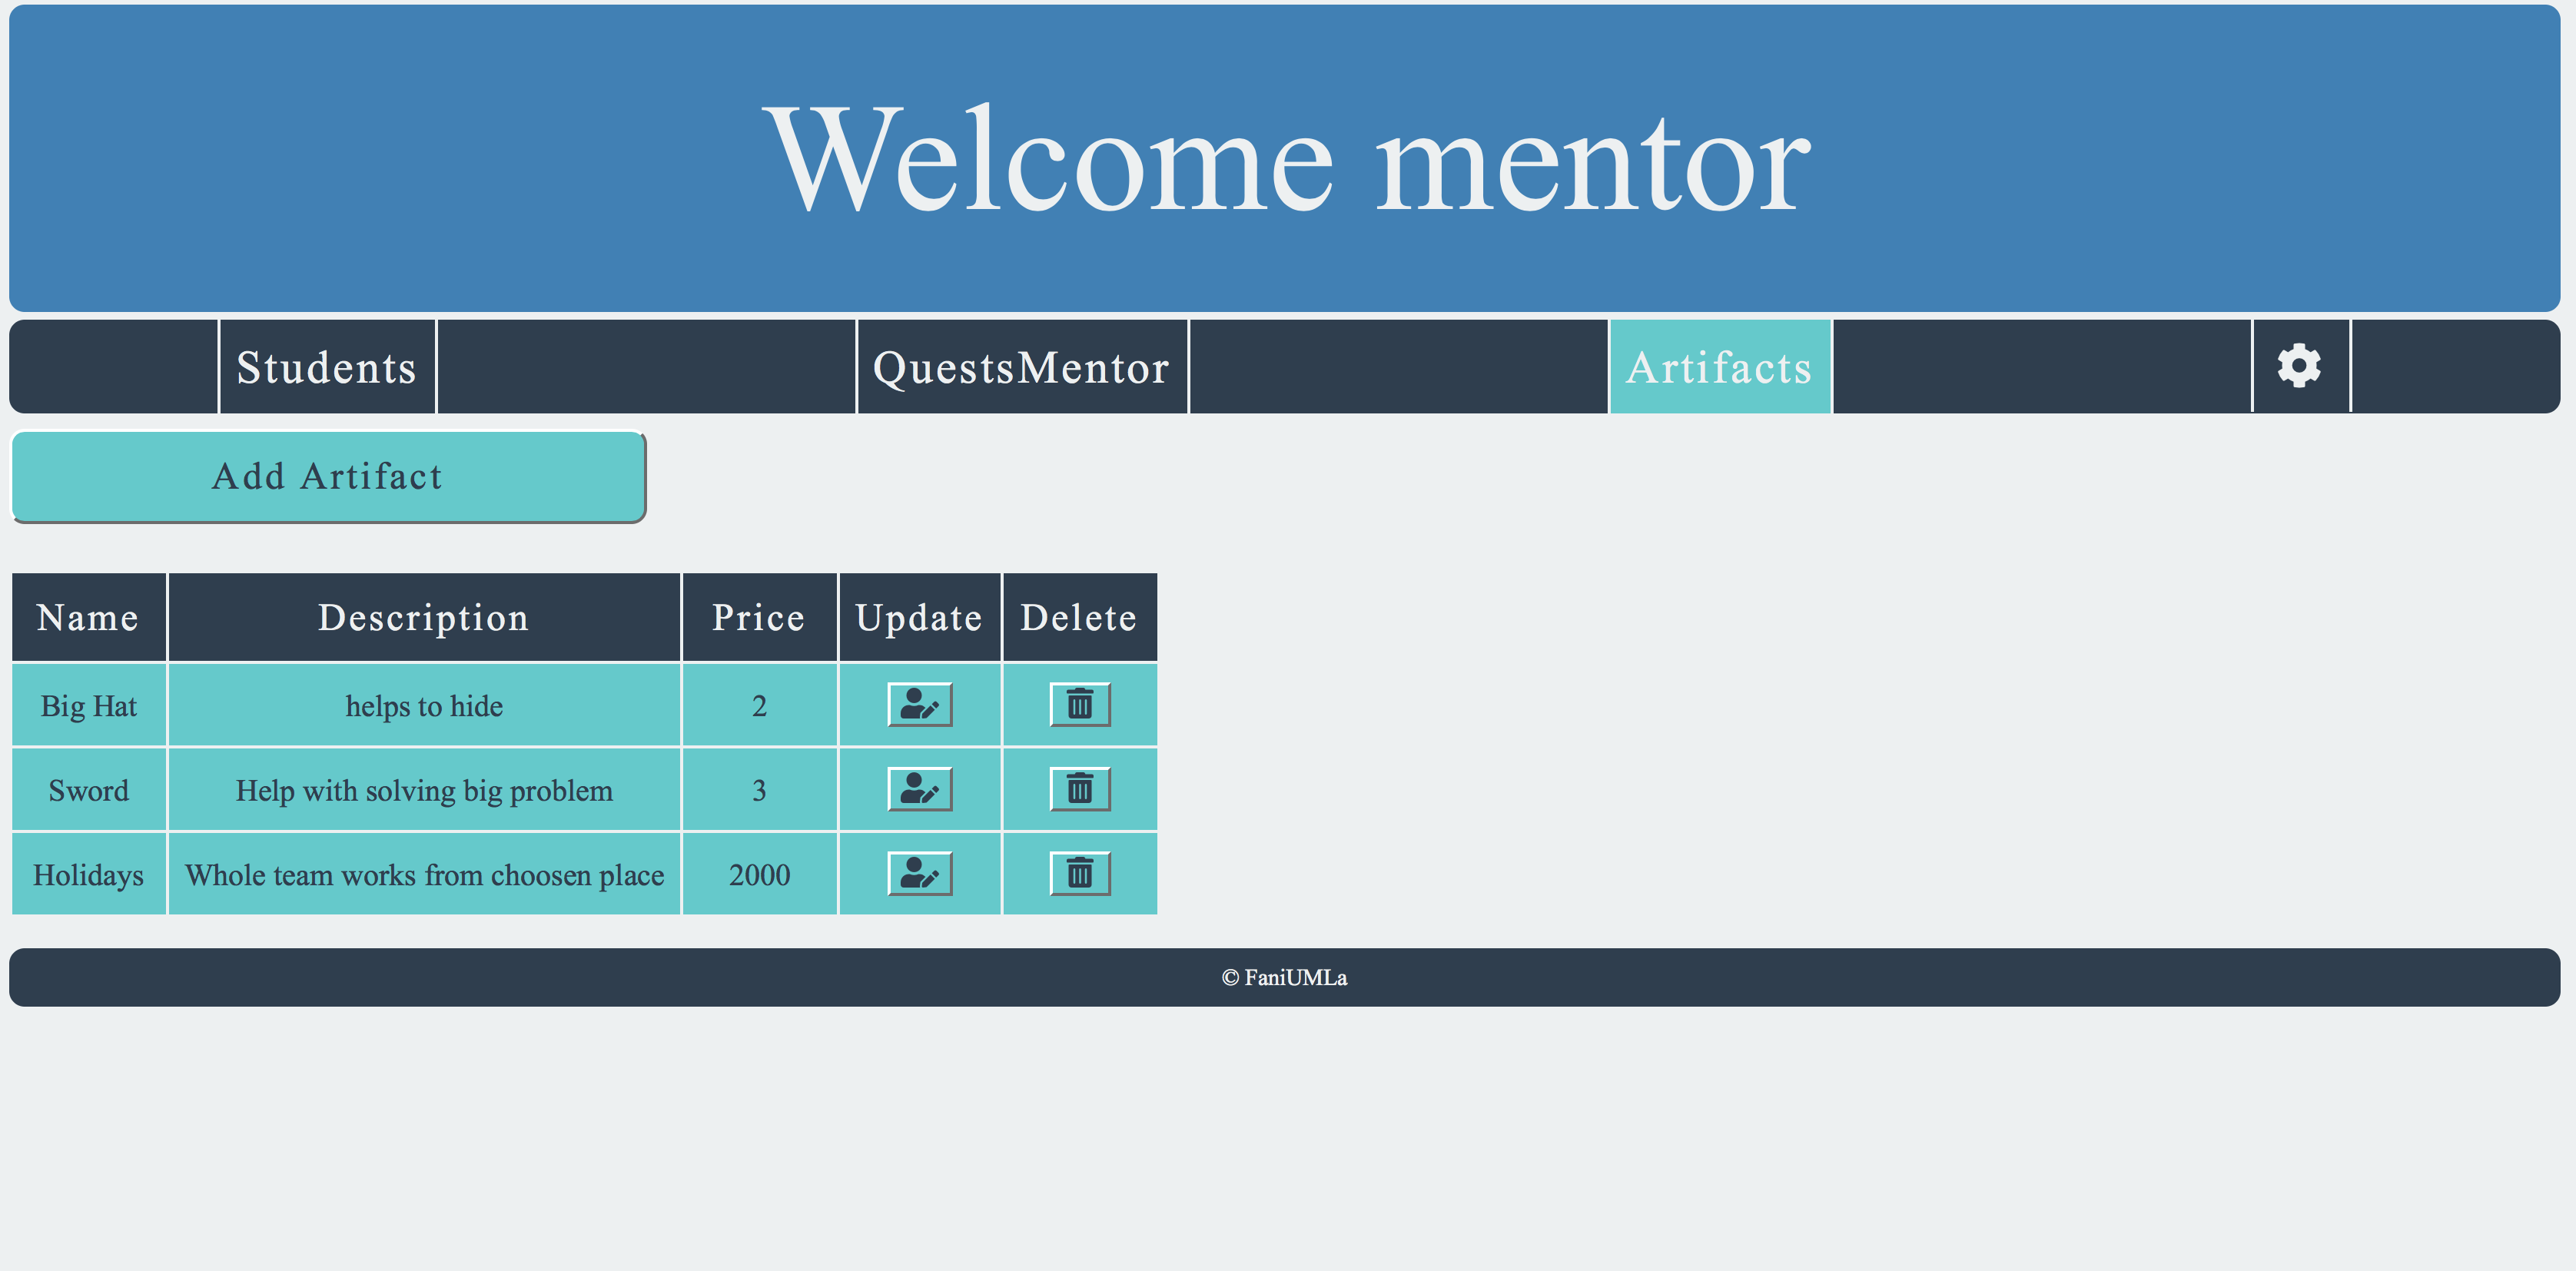 Welcome mentor
Students QuestsMentor Artifacts
Add Artifact
Name Description Price Update Delete
Big Hat helps to hide 2
Sword Help with solving big problem 3
Holidays Whole team works from choosen place 2000
© FaniUMLa